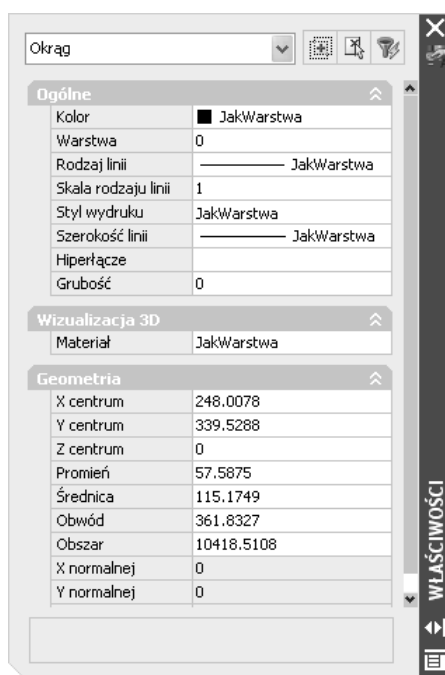 Okrąg
Ogólne
Kolor JakWarstwa
Warstwa 0
Rodzaj linii JakWarstwa
Skala rodzaju linii 1
Styl wydruku JakWarstwa
Szerokość linii JakWarstwa
Hiperłącze
Grubość 0
Wizualizacja 3D
Materiał JakWarstwa
Geometria
X centrum 248.0078
Y centrum 339.5288
Z centrum 0
Promień 57.5875
Średnica 115.1749
Obwód 361.8327
Obszar 10418.5108
X normalnej 0
Y normalnej 0
WŁAŚCIWOŚCI